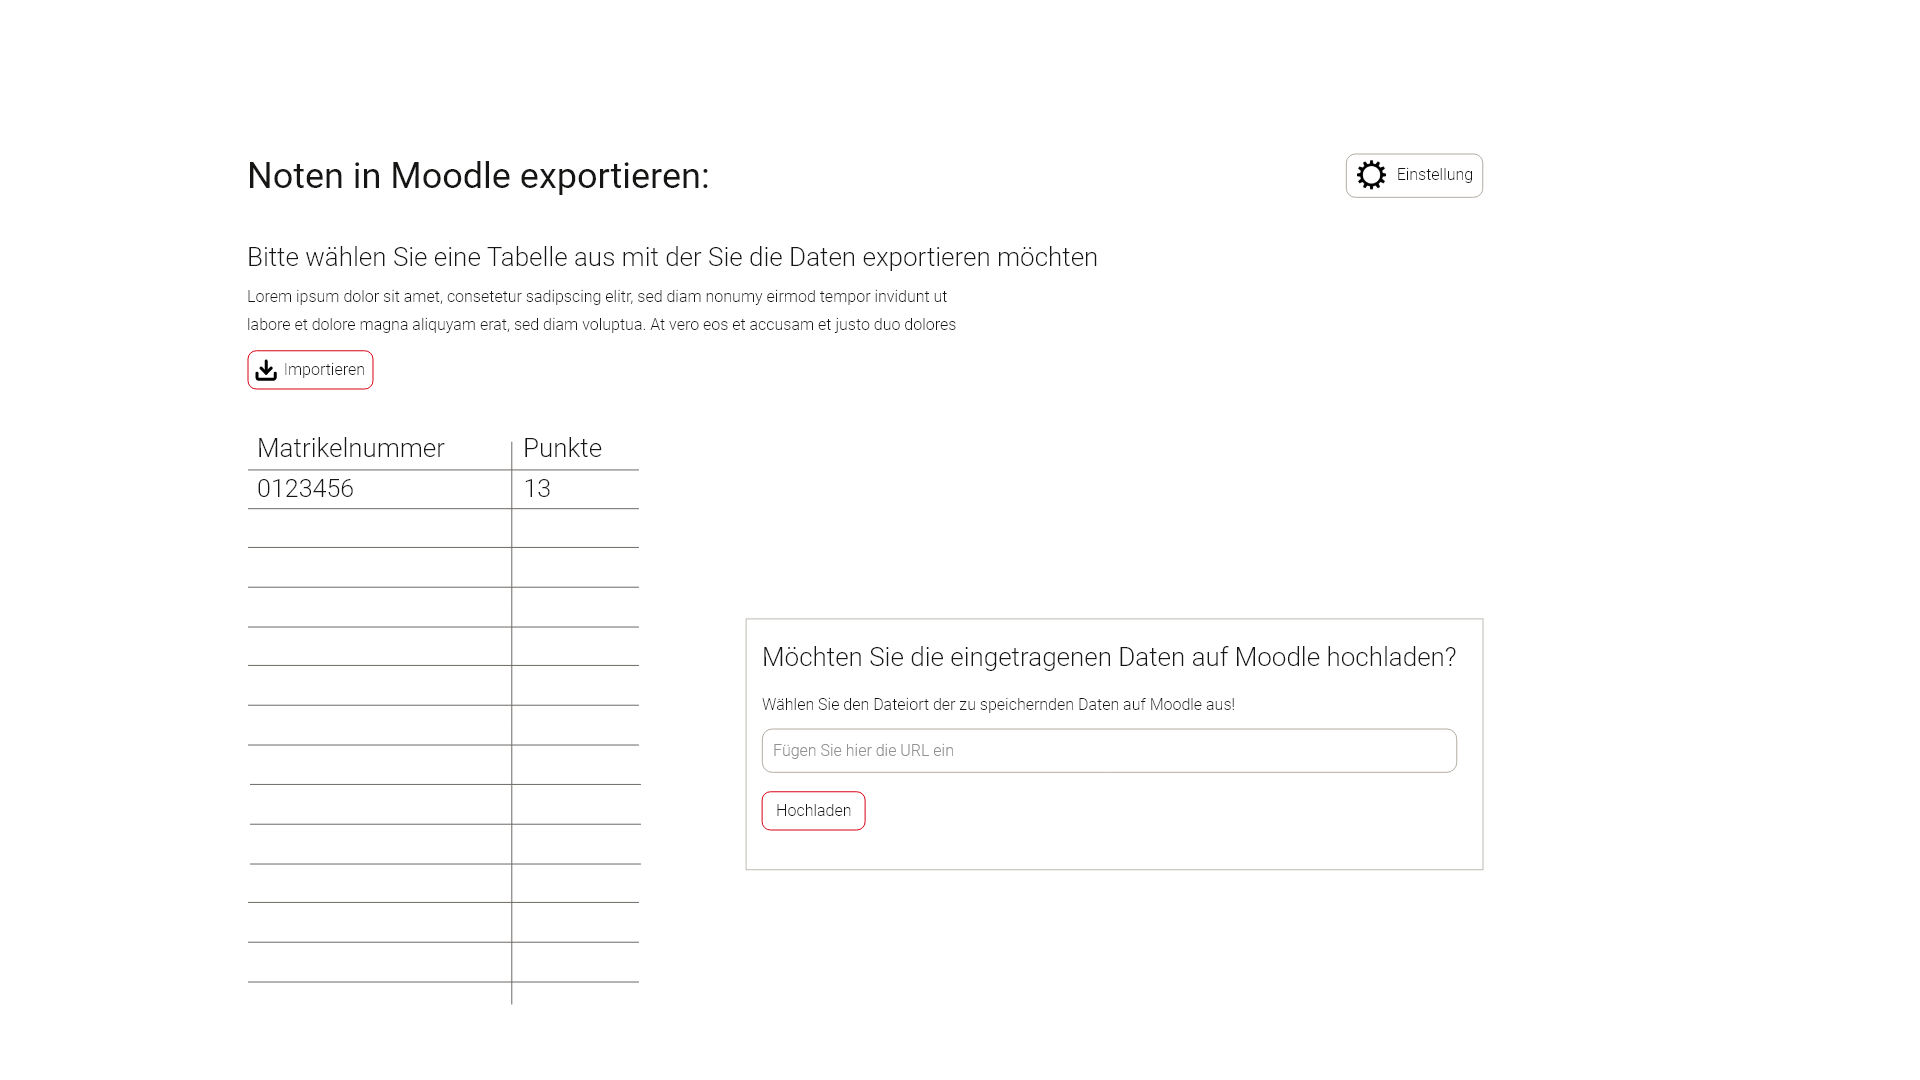 Noten in Moodle exportieren:
Einstellung
Bitte wählen Sie eine Tabelle aus mit der Sie die Daten exportieren möchten
Lorem ipsum dolor sit amet, consetetur sadipscing elitr, sed diam nonumy eirmod tempor invidunt ut
labore et dolore magna aliquyam erat, sed diam voluptua. At vero eos et accusam et justo duo dolores
Importieren
Matrikelnummer Punkte
0123456 13
Möchten Sie die eingetragenen Daten auf Moodle hochladen?
Wählen Sie den Dateiort der zu speichernden Daten auf Moodle aus!
Fügen Sie hier die URL ein
Hochladen